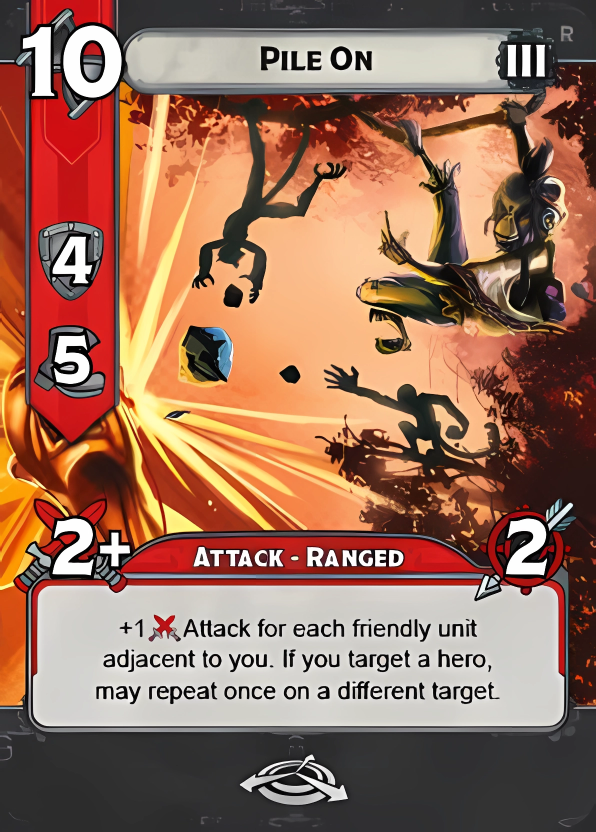 10
PILE ON
III
R
4
5
2+
ATTACK - RANGED
2
+1 Attack for each friendly unit
adjacent to you. If you target a hero,
may repeat once on a different target.